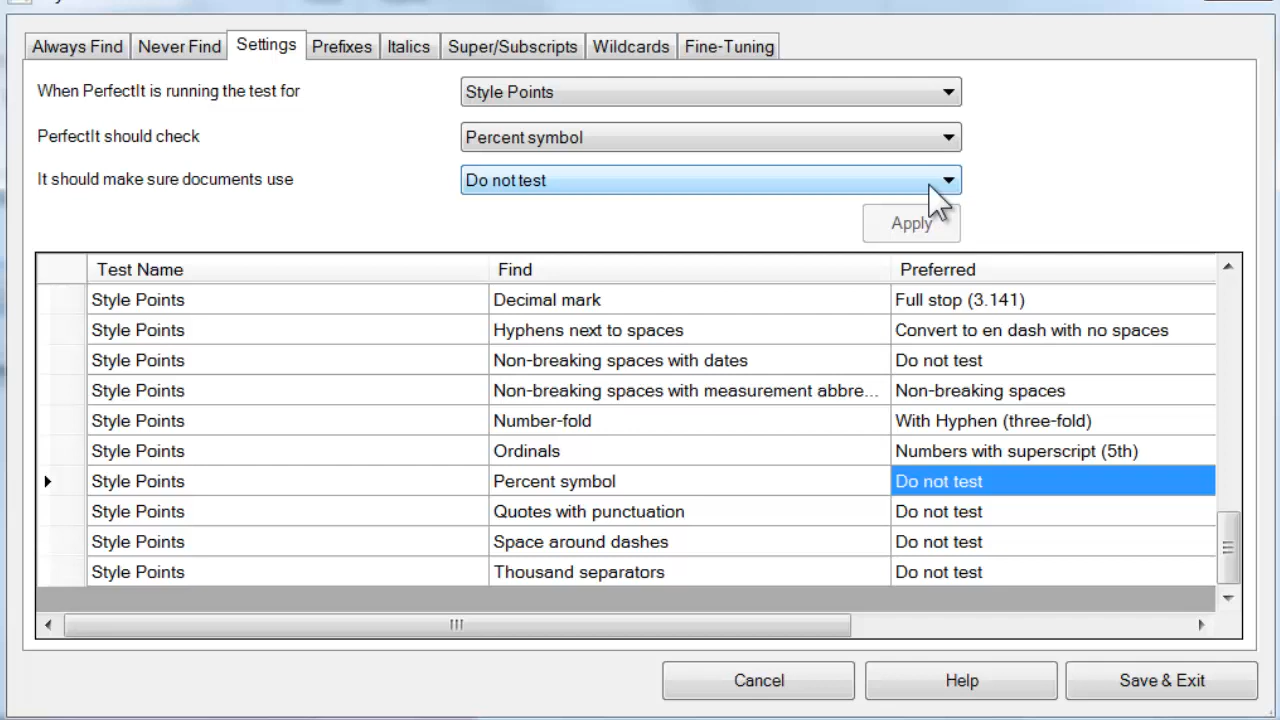 Always Find Never Find Settings Prefixes Italics Super/Subscripts Wildcards Fine-Tuning
When PerfectIt is running the test for Style Points
PerfectIt should check Percent symbol
It should make sure documents use Do not test
Apply
Test Name Find Preferred
Style Points Decimal mark Full stop (3.141)
Style Points Hyphens next to spaces Convert to en dash with no spaces
Style Points Non-breaking spaces with dates Do not test
Style Points Non-breaking spaces with measurement abbre... Non-breaking spaces
Style Points Number-fold With Hyphen (three-fold)
Style Points Ordinals Numbers with superscript (5th)
Style Points Percent symbol Do not test
Style Points Quotes with punctuation Do not test
Style Points Space around dashes Do not test
Style Points Thousand separators Do not test
Cancel Help Save & Exit